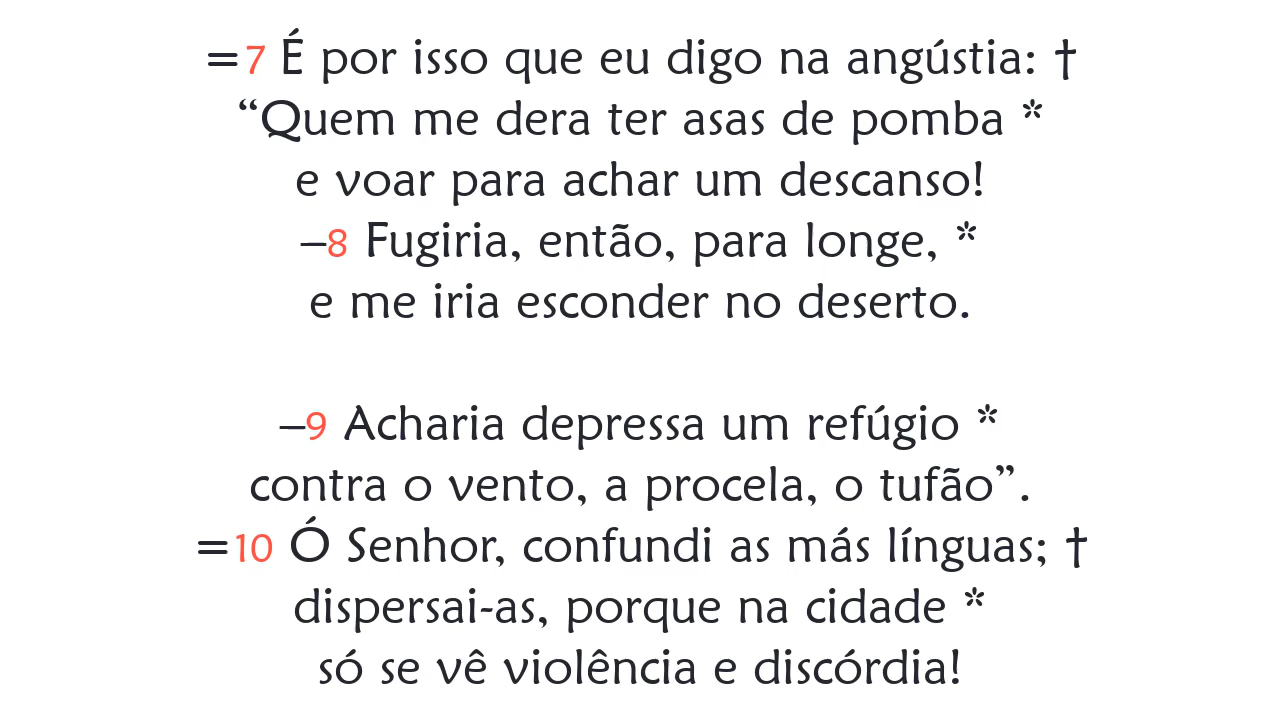 =7 É por isso que eu digo na angústia: †
“Quem me dera ter asas de pomba *
e voar para achar um descanso!
–8 Fugiria, então, para longe, *
e me iria esconder no deserto.
–9 Acharia depressa um refúgio *
contra o vento, a procela, o tufão”.
=10 Ó Senhor, confundi as más línguas; †
dispersai-as, porque na cidade *
só se vê violência e discórdia!